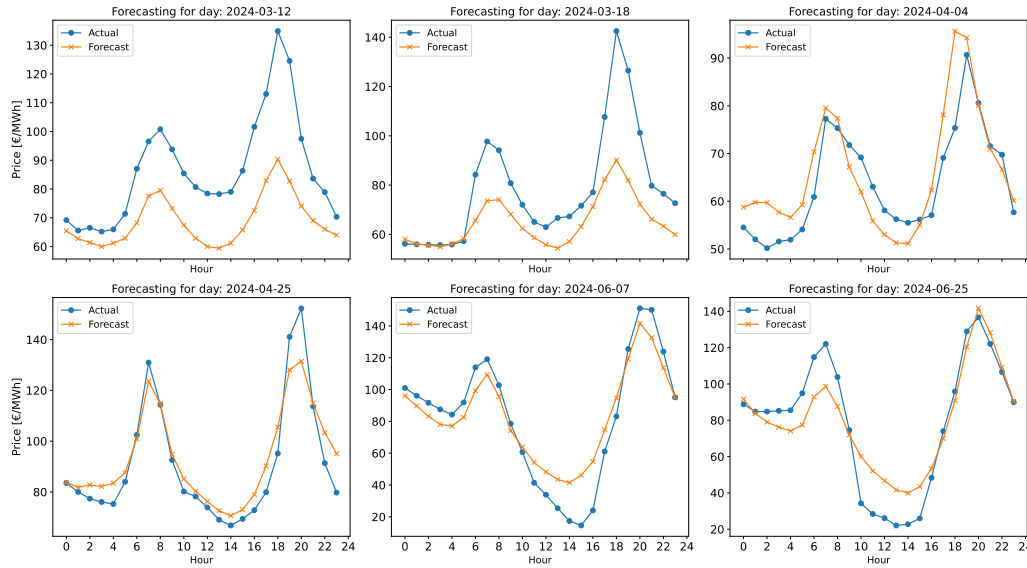 Forecasting for day: 2024-03-12
Actual
Forecast
Price [€/MWh]
130
120
110
100
90
80
70
60
Hour
Forecasting for day: 2024-03-18
Actual
Forecast
140
120
100
80
60
Hour
Forecasting for day: 2024-04-04
Actual
Forecast
90
80
70
60
50
Hour
Forecasting for day: 2024-04-25
Actual
Forecast
Price [€/MWh]
140
120
100
80
0 2 4 6 8 10 12 14 16 18 20 22 24
Hour
Forecasting for day: 2024-06-07
Actual
Forecast
140
120
100
80
60
40
20
0 2 4 6 8 10 12 14 16 18 20 22 24
Hour
Forecasting for day: 2024-06-25
Actual
Forecast
140
120
100
80
60
40
20
0 2 4 6 8 10 12 14 16 18 20 22 24
Hour